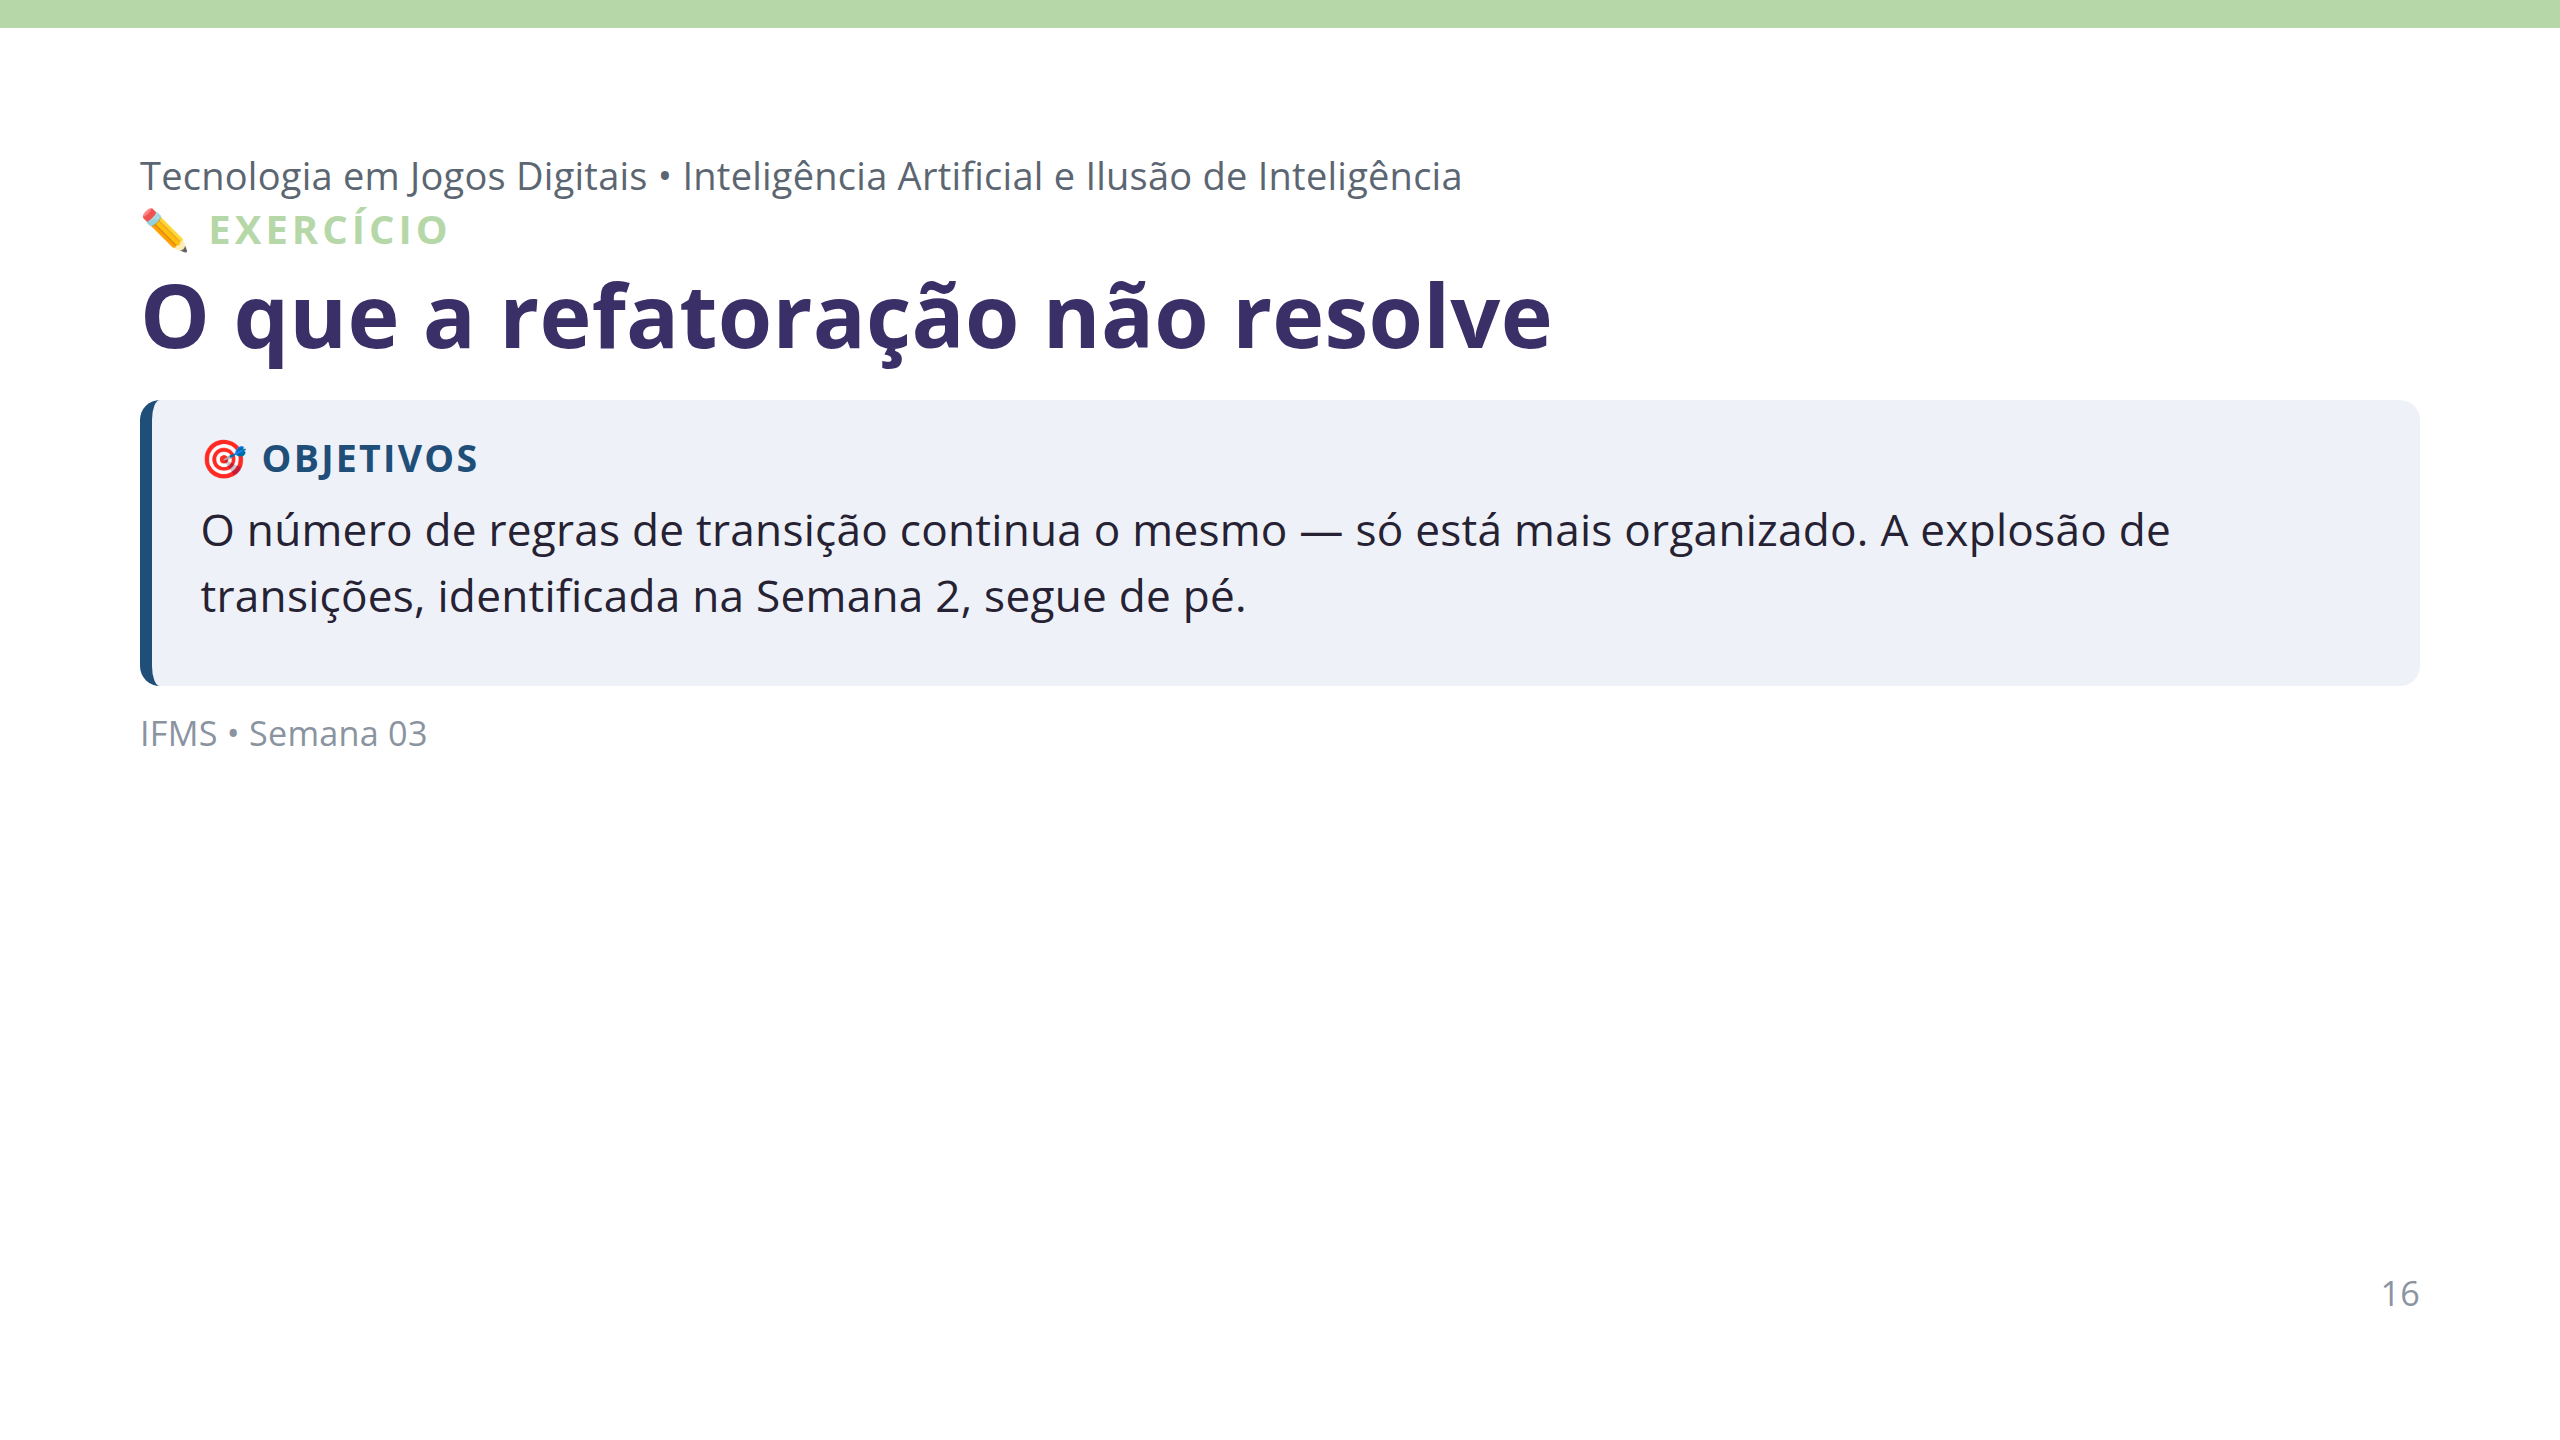 Tecnologia em Jogos Digitais • Inteligência Artificial e Ilusão de Inteligência
✏️ EXERCÍCIO
O que a refatoração não resolve
🎯 OBJETIVOS
O número de regras de transição continua o mesmo — só está mais organizado. A explosão de
transições, identificada na Semana 2, segue de pé.
IFMS • Semana 03
16